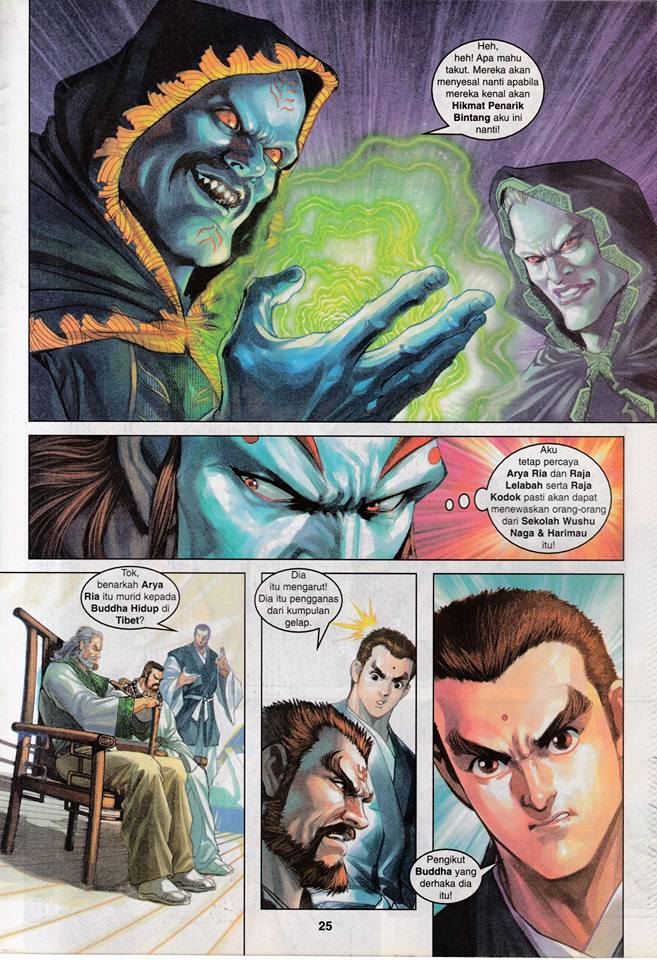 Heh,
heh! Apa mahu
takut. Mereka akan
menyesal nanti apabila
mereka kenal akan
Hikmat Penarik
Bintang aku ini
nanti!
Aku
tetap percaya
Arya Ria dan Raja
Lelabah serta Raja
Kodok pasti akan dapat
menewaskan orang-orang
dari Sekolah Wushu
Naga & Harimau
itu!
Tok,
benarkah Arya
Ria itu murid kepada
Buddha Hidup di
Tibet?
Dia
itu mengarut!
Dia itu pengganas
dari kumpulan
gelap.
Pengikut
Buddha yang
derhaka dia
itu!
25